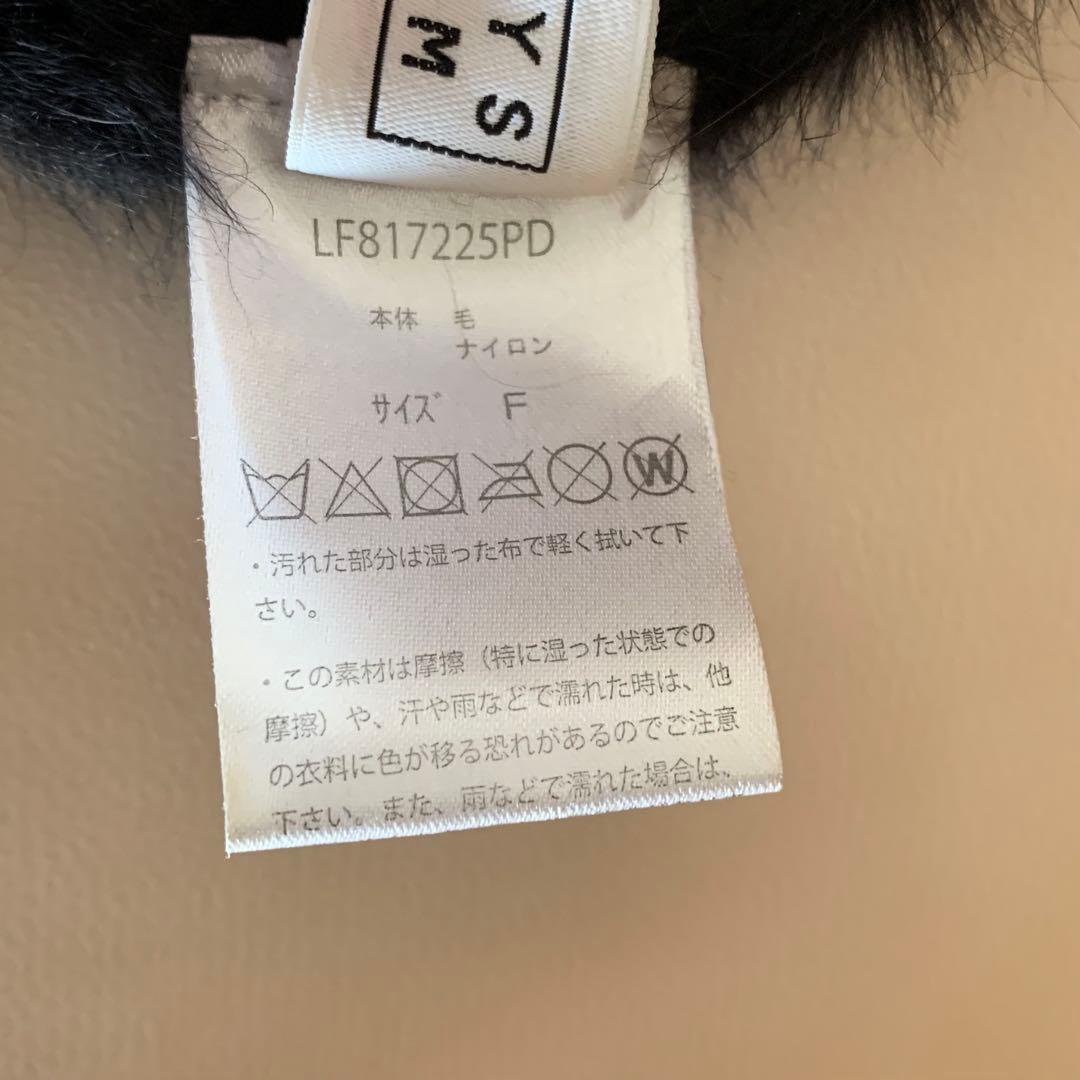 Y S
M
LF817225PD
本体 毛
ナイロン
サイズ F
W
・汚れた部分は湿った布で軽く拭いて下
さい。
・この素材は摩擦（特に湿った状態での
摩擦）や、汗や雨などで濡れた時は、他
の衣料に色が移る恐れがあるのでご注意
下さい。また、雨などで濡れた場合は、